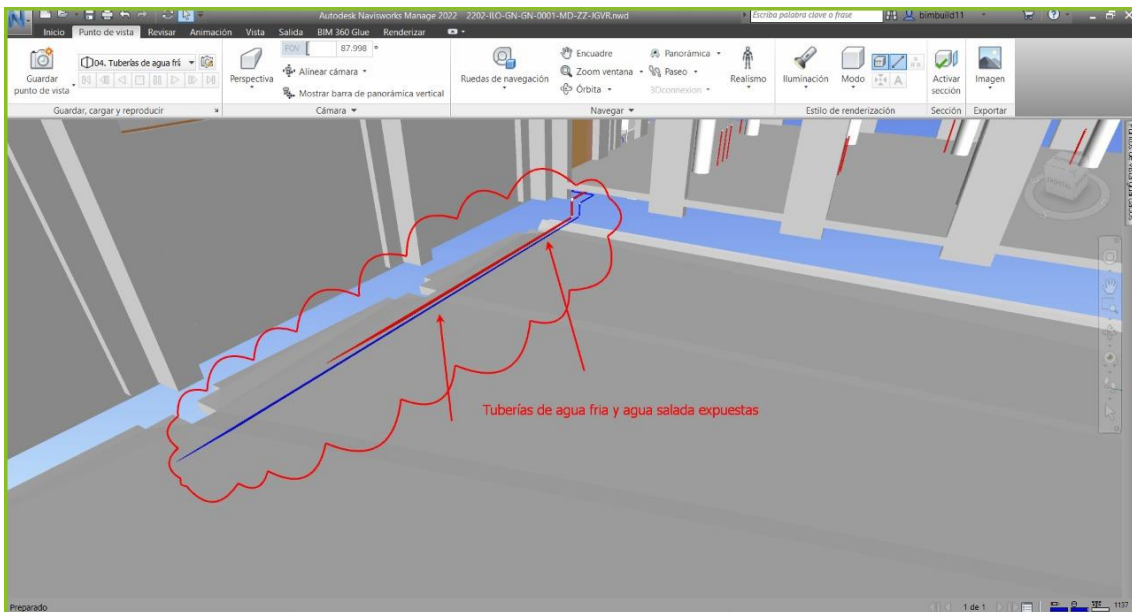 Autodesk Navisworks Manage 2022 2202-ILO-GN-GN-0001-MD-ZZ-JGVR.nwd
Escriba palabra clave o frase
bimbuild11
Inicio Punto de vista Revisar Animación Vista Salida BIM 360 Glue Renderizar
04. Tuberías de agua frí
Guardar
punto de vista
Guardar, cargar y reproducir
Perspectiva
FOV 87.998 °
Alinear cámara
Mostrar barra de panorámica vertical
Cámara
Ruedas de navegación
Encuadre
Zoom ventana
Órbita
Panorámica
Paseo
3Dconnexion
Realismo
Navegar
Iluminación
Modo
Estilo de renderización
Activar
sección
Sección
Imagen
Exportar
Tuberías de agua fria y agua salada expuestas
Preparado
1 de 1
1137